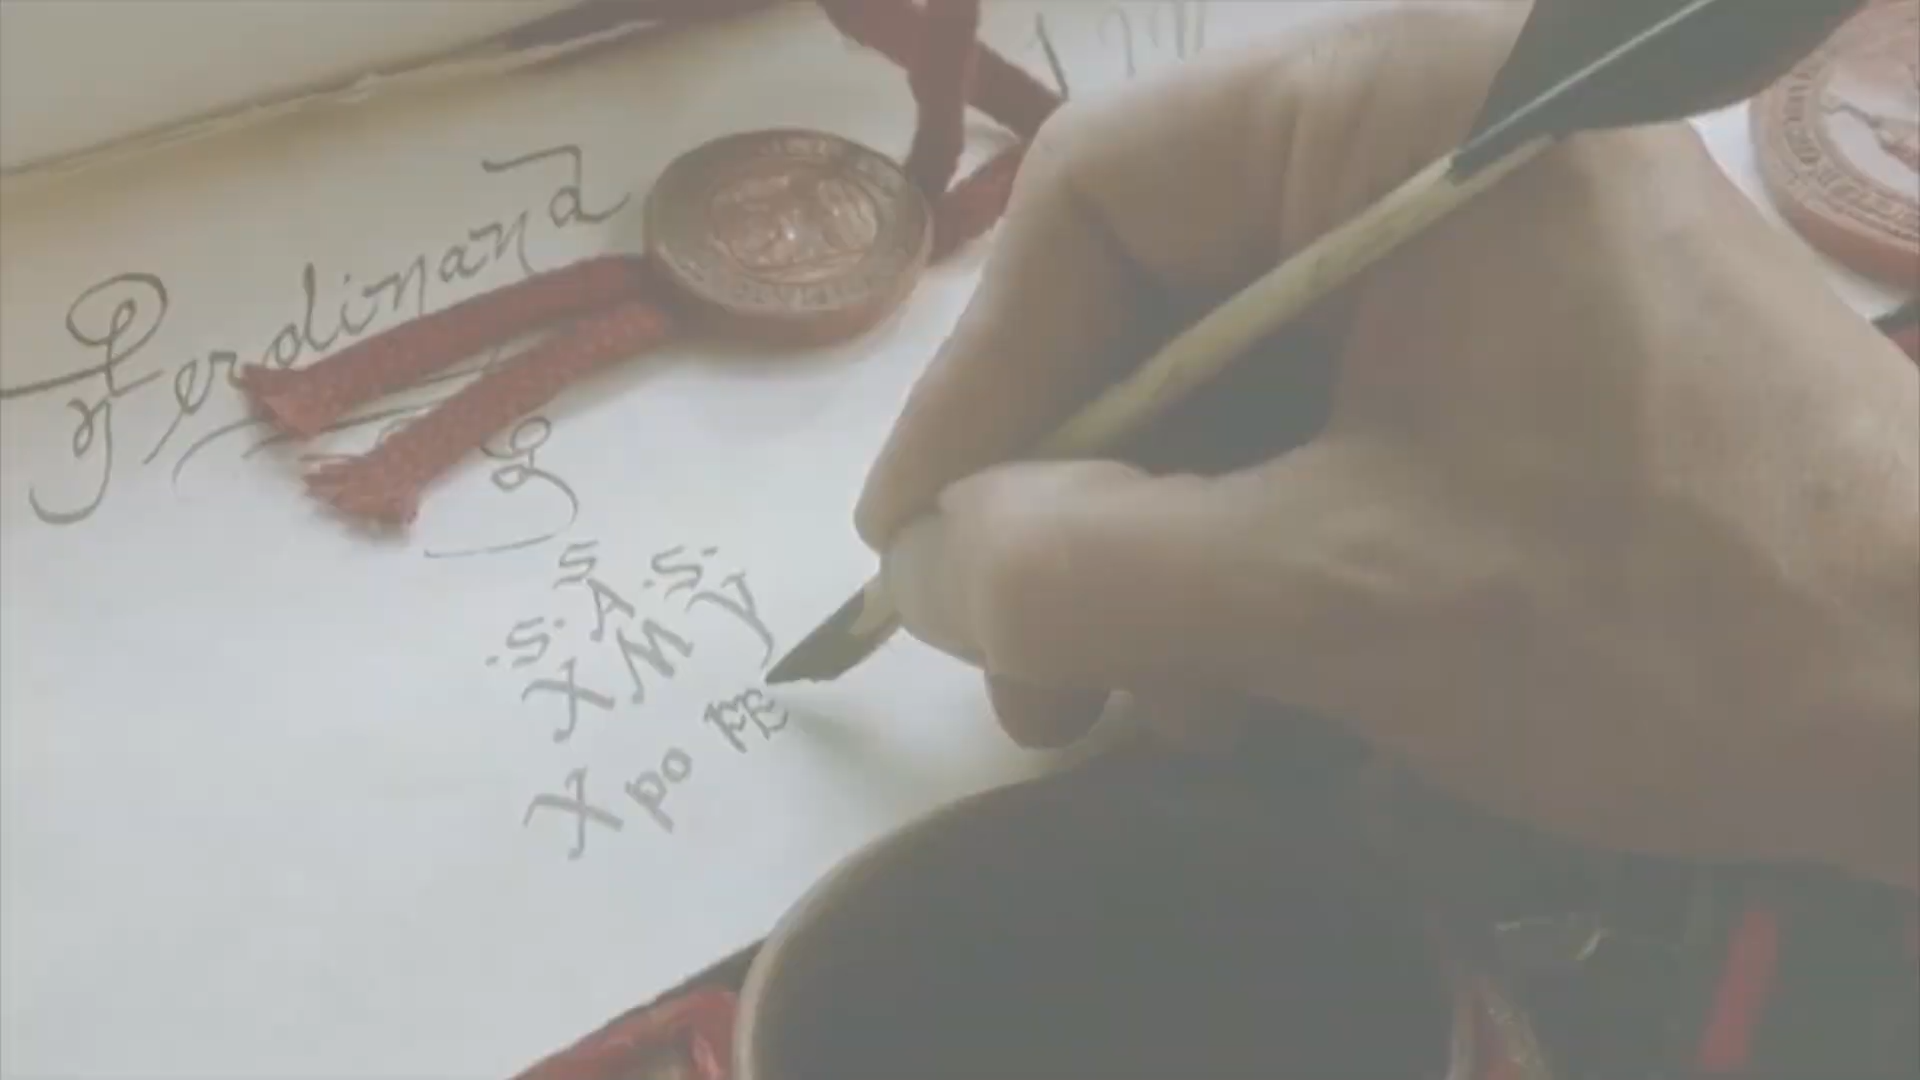 Ferdinand
S
.S. A .S.
X M y
Xpo FE